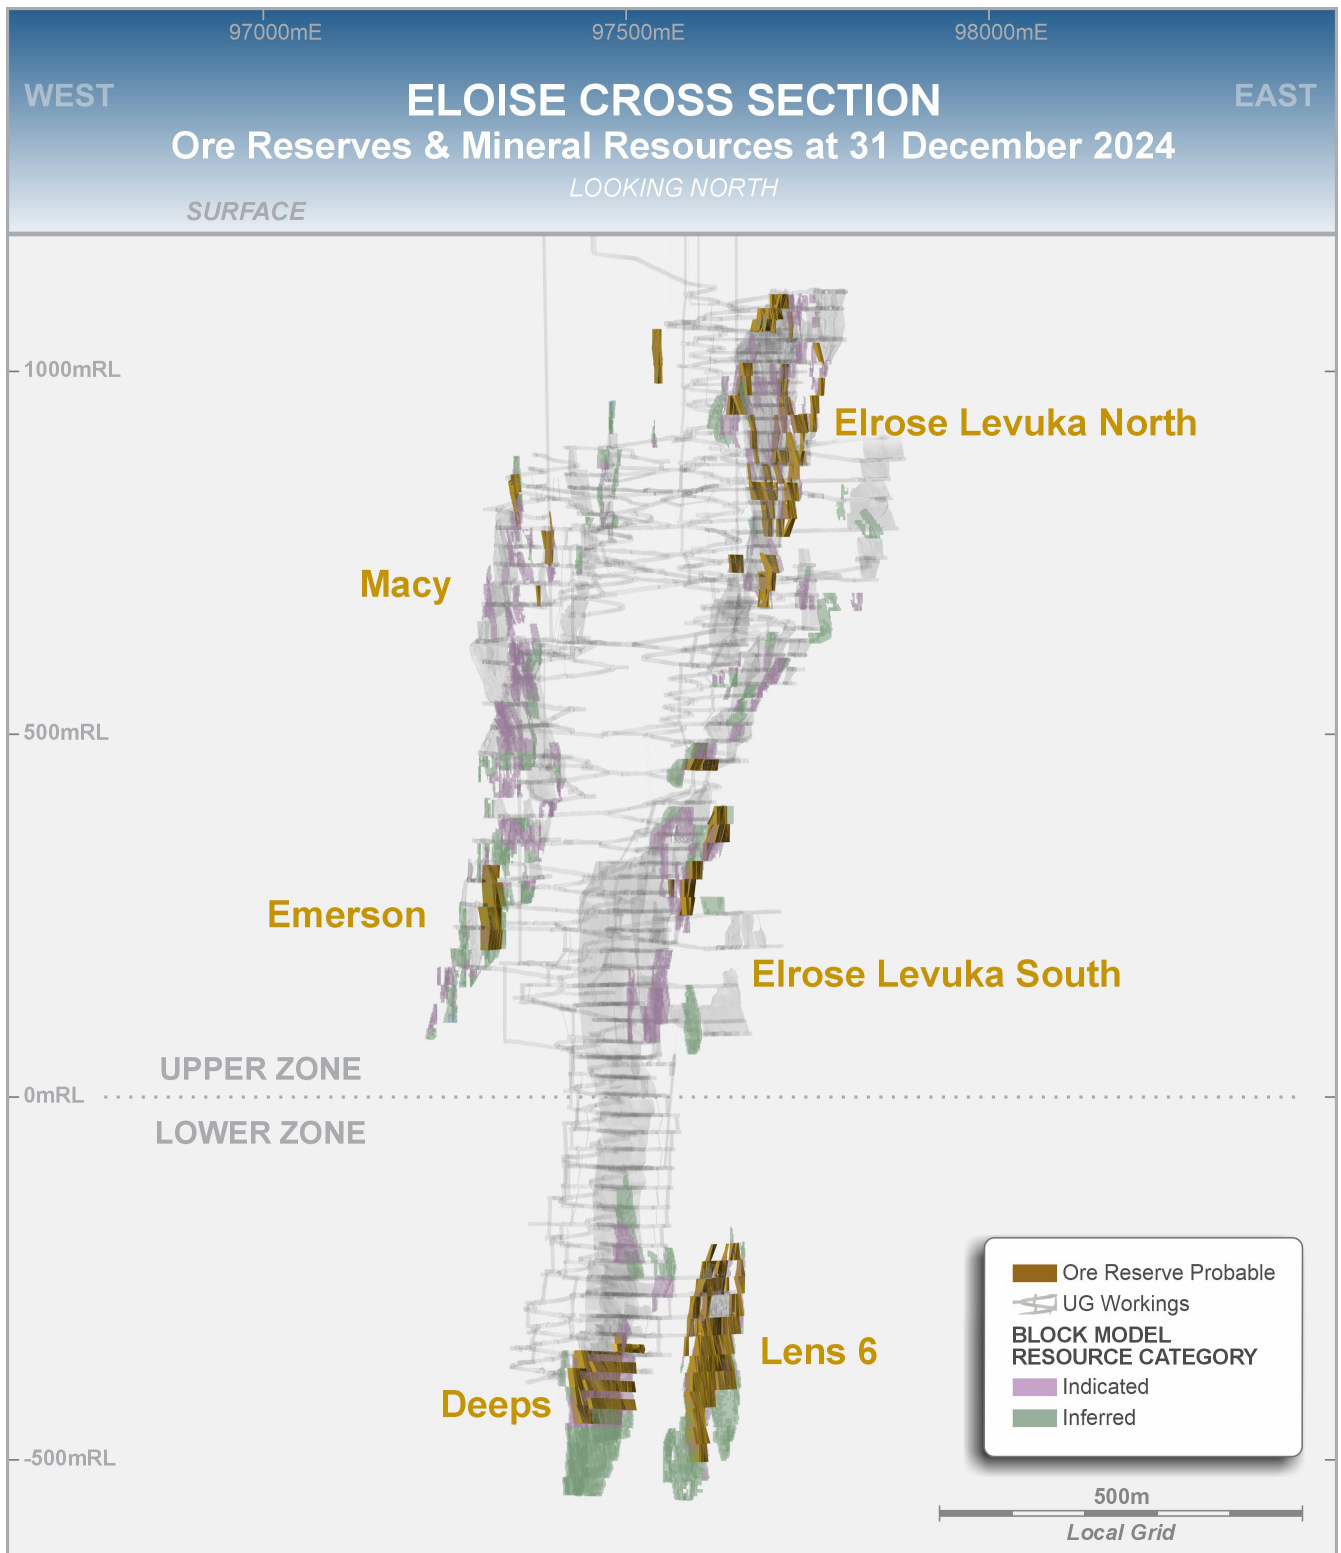 97000mE
97500mE
98000mE
WEST
EAST
ELOISE CROSS SECTION
Ore Reserves & Mineral Resources at 31 December 2024
LOOKING NORTH
SURFACE
1000mRL
Elrose Levuka North
Macy
500mRL
Emerson
Elrose Levuka South
UPPER ZONE
0mRL
LOWER ZONE
Lens 6
Deeps
-500mRL
Ore Reserve Probable
UG Workings
BLOCK MODEL
RESOURCE CATEGORY
Indicated
Inferred
500m
Local Grid